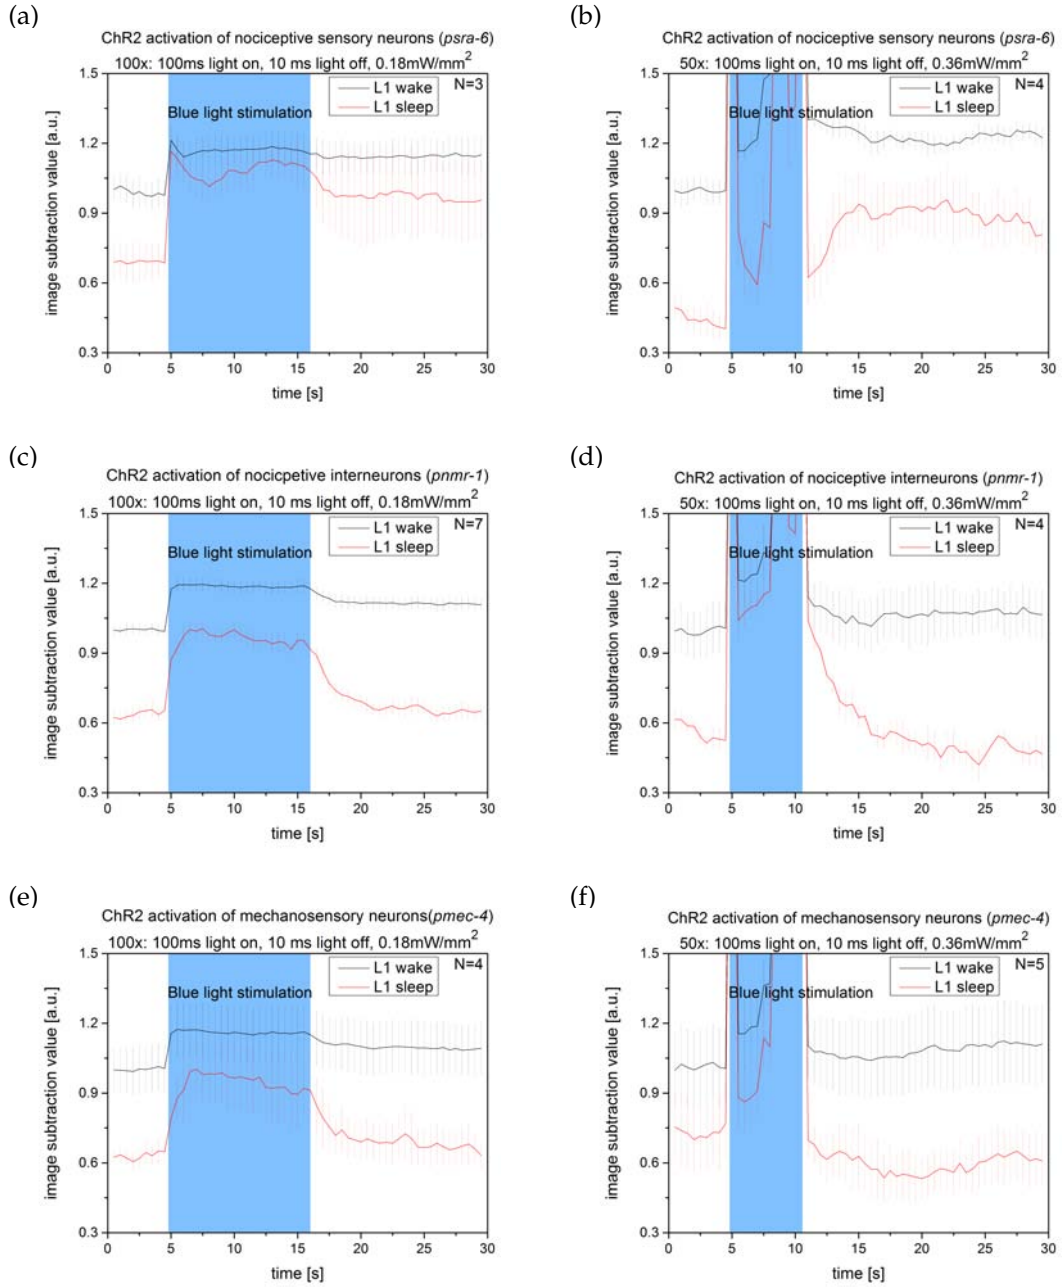 (a)
ChR2 activation of nociceptive sensory neurons (psra-6)
100x: 100ms light on, 10 ms light off, 0.18mW/mm2
1.5
1.2
0.9
0.6
0.3
image subtraction value [a.u.]
L1 wake
L1 sleep
N=3
Blue light stimulation
0 5 10 15 20 25 30
time [s]
(b)
ChR2 activation of nociceptive sensory neurons (psra-6)
50x: 100ms light on, 10 ms light off, 0.36mW/mm2
1.5
1.2
0.9
0.6
0.3
image subtraction value [a.u.]
L1 wake
L1 sleep
N=4
Blue light stimulation
0 5 10 15 20 25 30
time [s]
(c)
ChR2 activation of nocicpetive interneurons (pnmr-1)
100x: 100ms light on, 10 ms light off, 0.18mW/mm2
1.5
1.2
0.9
0.6
0.3
image subtraction value [a.u.]
L1 wake
L1 sleep
N=7
Blue light stimulation
0 5 10 15 20 25 30
time [s]
(d)
ChR2 activation of nociceptive interneurons (pnmr-1)
50x: 100ms light on, 10 ms light off, 0.36mW/mm2
1.5
1.2
0.9
0.6
0.3
image subtraction value [a.u.]
L1 wake
L1 sleep
N=4
Blue light stimulation
0 5 10 15 20 25 30
time [s]
(e)
ChR2 activation of mechanosensory neurons(pmec-4)
100x: 100ms light on, 10 ms light off, 0.18mW/mm2
1.5
1.2
0.9
0.6
0.3
image subtraction value [a.u.]
L1 wake
L1 sleep
N=4
Blue light stimulation
0 5 10 15 20 25 30
time [s]
(f)
ChR2 activation of mechanosensory neurons (pmec-4)
50x: 100ms light on, 10 ms light off, 0.36mW/mm2
1.5
1.2
0.9
0.6
0.3
image subtraction value [a.u.]
L1 wake
L1 sleep
N=5
Blue light stimulation
0 5 10 15 20 25 30
time [s]